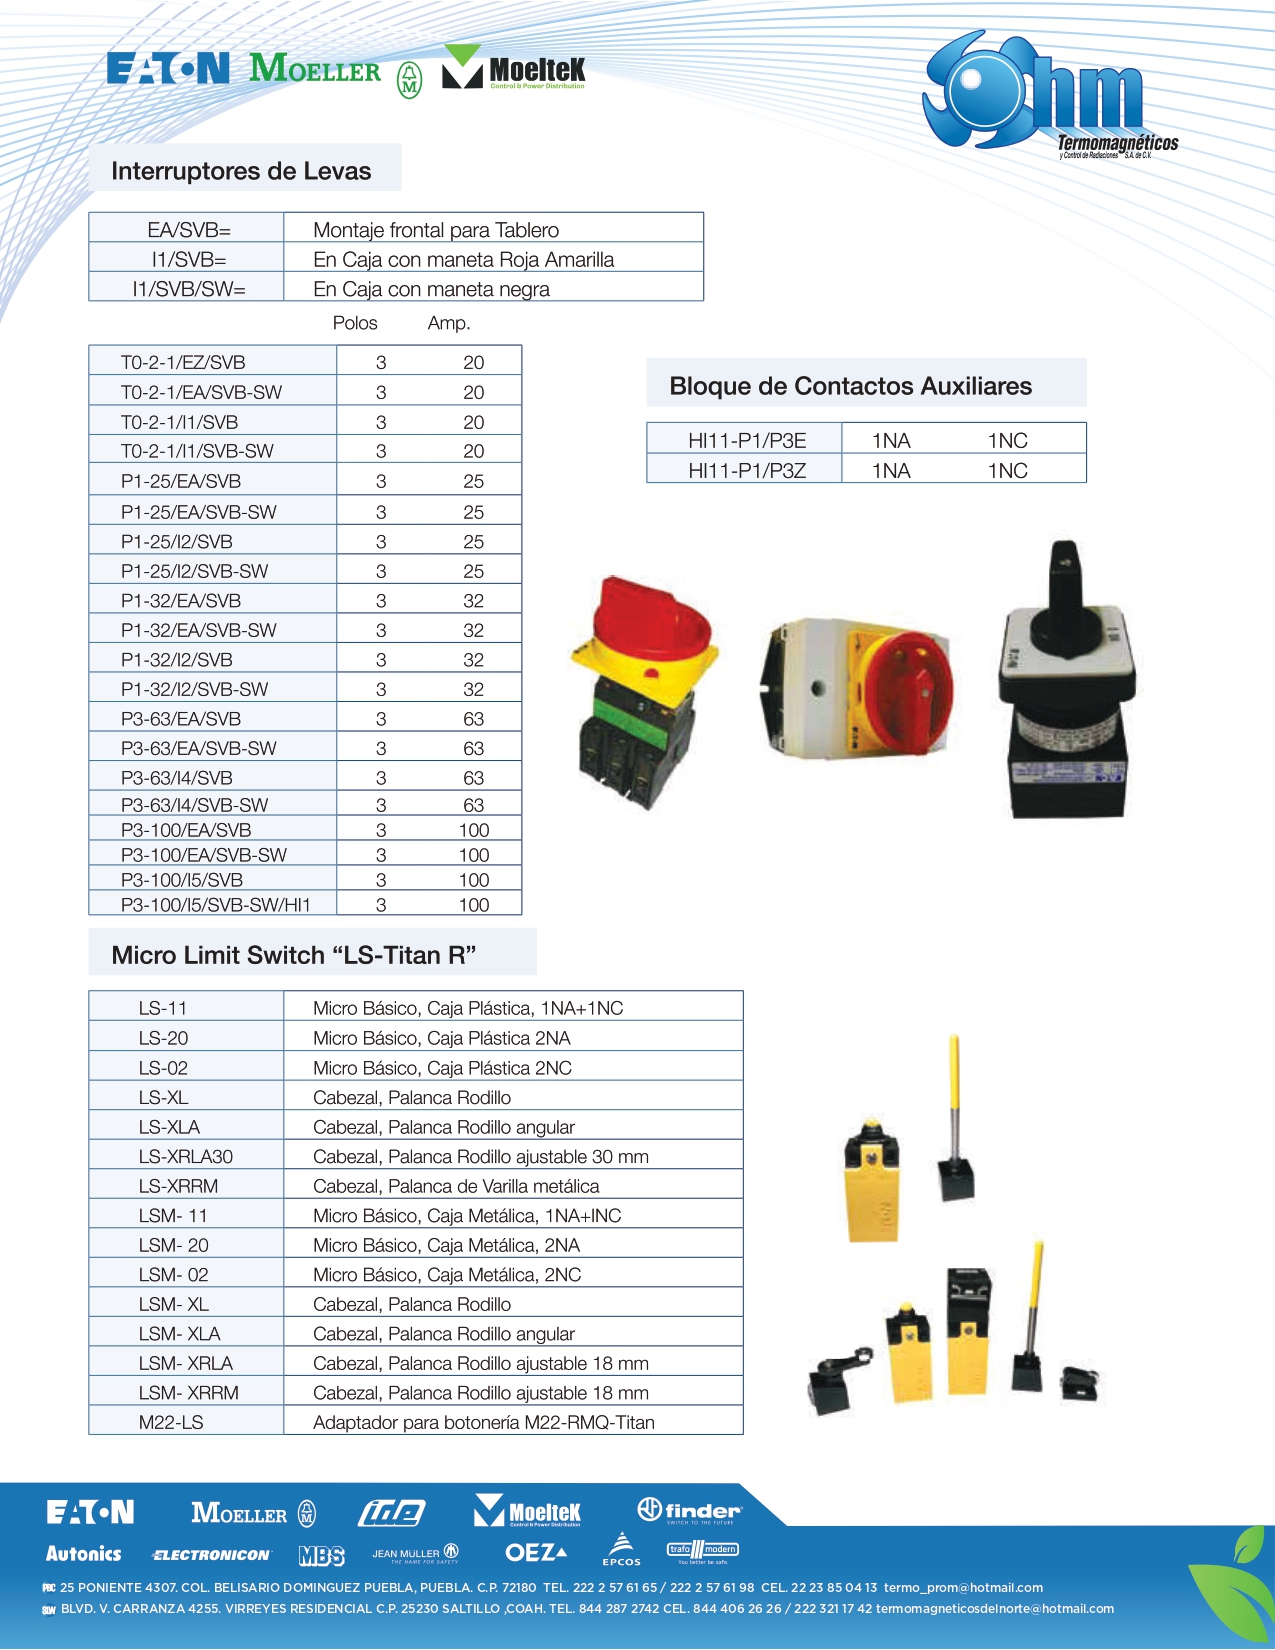 EATON MOELLER MoelteK
Control & Power Distribution
Ohm
Termomagnéticos
y Control de Radiaciones S.A. de C.V.
Interruptores de Levas
EA/SVB= Montaje frontal para Tablero
I1/SVB= En Caja con maneta Roja Amarilla
I1/SVB/SW= En Caja con maneta negra
Polos Amp.
T0-2-1/EZ/SVB 3 20
T0-2-1/EA/SVB-SW 3 20
T0-2-1/I1/SVB 3 20
T0-2-1/I1/SVB-SW 3 20
P1-25/EA/SVB 3 25
P1-25/EA/SVB-SW 3 25
P1-25/I2/SVB 3 25
P1-25/I2/SVB-SW 3 25
P1-32/EA/SVB 3 32
P1-32/EA/SVB-SW 3 32
P1-32/I2/SVB 3 32
P1-32/I2/SVB-SW 3 32
P3-63/EA/SVB 3 63
P3-63/EA/SVB-SW 3 63
P3-63/I4/SVB 3 63
P3-63/I4/SVB-SW 3 63
P3-100/EA/SVB 3 100
P3-100/EA/SVB-SW 3 100
P3-100/I5/SVB 3 100
P3-100/I5/SVB-SW/HI1 3 100
Bloque de Contactos Auxiliares
HI11-P1/P3E 1NA 1NC
HI11-P1/P3Z 1NA 1NC
Micro Limit Switch “LS-Titan R”
LS-11 Micro Básico, Caja Plástica, 1NA+1NC
LS-20 Micro Básico, Caja Plástica 2NA
LS-02 Micro Básico, Caja Plástica 2NC
LS-XL Cabezal, Palanca Rodillo
LS-XLA Cabezal, Palanca Rodillo angular
LS-XRLA30 Cabezal, Palanca Rodillo ajustable 30 mm
LS-XRRM Cabezal, Palanca de Varilla metálica
LSM- 11 Micro Básico, Caja Metálica, 1NA+INC
LSM- 20 Micro Básico, Caja Metálica, 2NA
LSM- 02 Micro Básico, Caja Metálica, 2NC
LSM- XL Cabezal, Palanca Rodillo
LSM- XLA Cabezal, Palanca Rodillo angular
LSM- XRLA Cabezal, Palanca Rodillo ajustable 18 mm
LSM- XRRM Cabezal, Palanca Rodillo ajustable 18 mm
M22-LS Adaptador para botonería M22-RMQ-Titan
EATON MOELLER ide MoelteK finder
Control & Power Distribution SWITCH TO THE FUTURE
Autonics ELECTRONICON MBS JEAN MÜLLER OEZ EPCOS trafo modern
THE NAME FOR SAFETY You better be safe.
25 PONIENTE 4307. COL. BELISARIO DOMINGUEZ PUEBLA, PUEBLA. C.P. 72180 TEL. 222 2 57 61 65 / 222 2 57 61 98 CEL. 22 23 85 04 13 termo_prom@hotmail.com
BLVD. V. CARRANZA 4255. VIRREYES RESIDENCIAL C.P. 25230 SALTILLO ,COAH. TEL. 844 287 2742 CEL. 844 406 26 26 / 222 321 17 42 termomagneticosdelnorte@hotmail.com